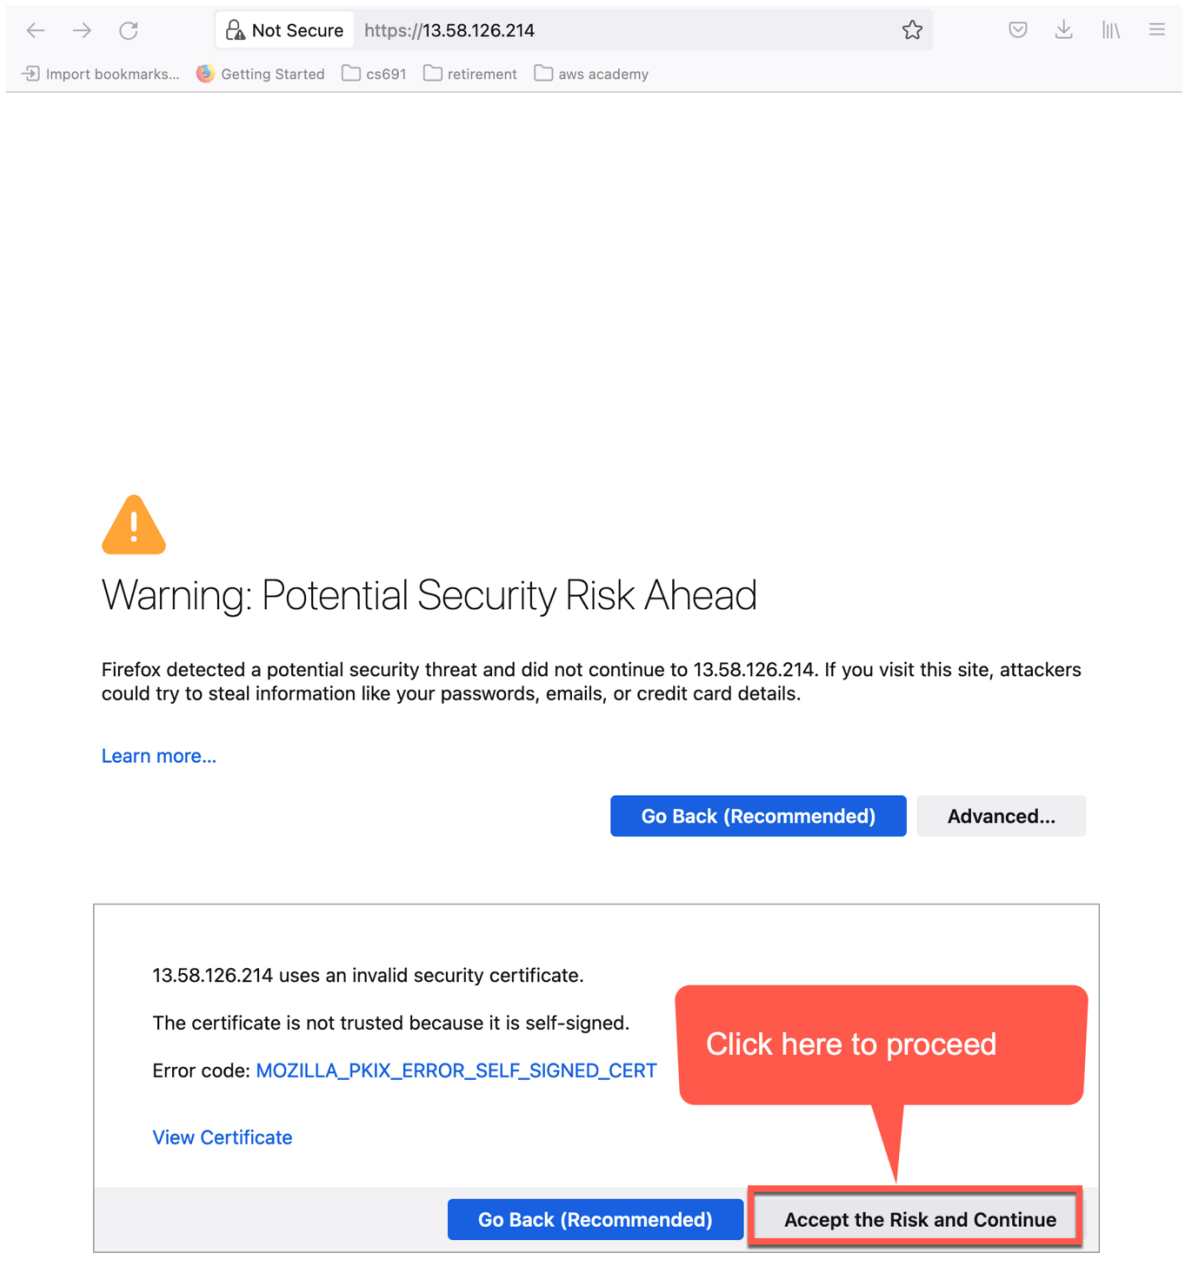 Not Secure https://13.58.126.214
Import bookmarks... Getting Started cs691 retirement aws academy
Warning: Potential Security Risk Ahead
Firefox detected a potential security threat and did not continue to 13.58.126.214. If you visit this site, attackers
could try to steal information like your passwords, emails, or credit card details.
Learn more...
Go Back (Recommended) Advanced...
13.58.126.214 uses an invalid security certificate.
The certificate is not trusted because it is self-signed.
Click here to proceed
Error code: MOZILLA_PKIX_ERROR_SELF_SIGNED_CERT
View Certificate
Go Back (Recommended) Accept the Risk and Continue